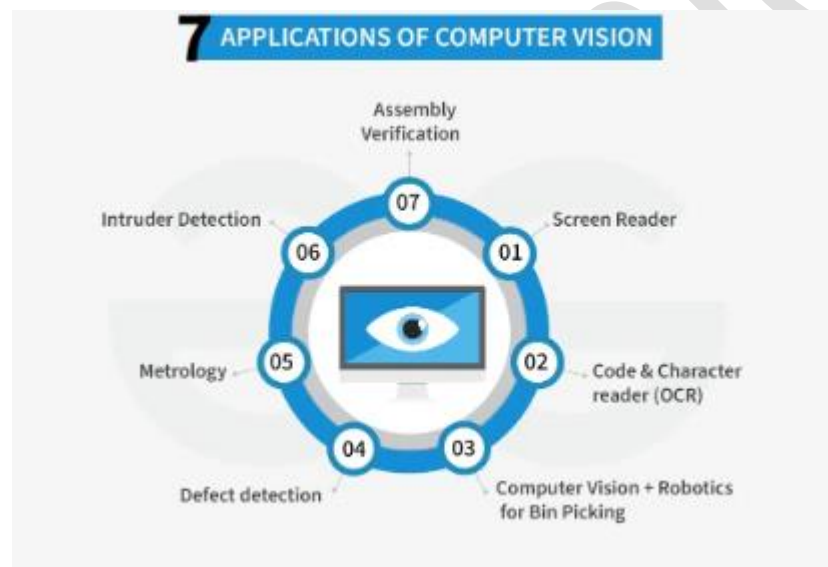 7 APPLICATIONS OF COMPUTER VISION
Assembly
Verification
07
Intruder Detection
06
Screen Reader
01
Metrology
05
02
Code & Character
reader (OCR)
04
03
Defect detection
Computer Vision + Robotics
for Bin Picking